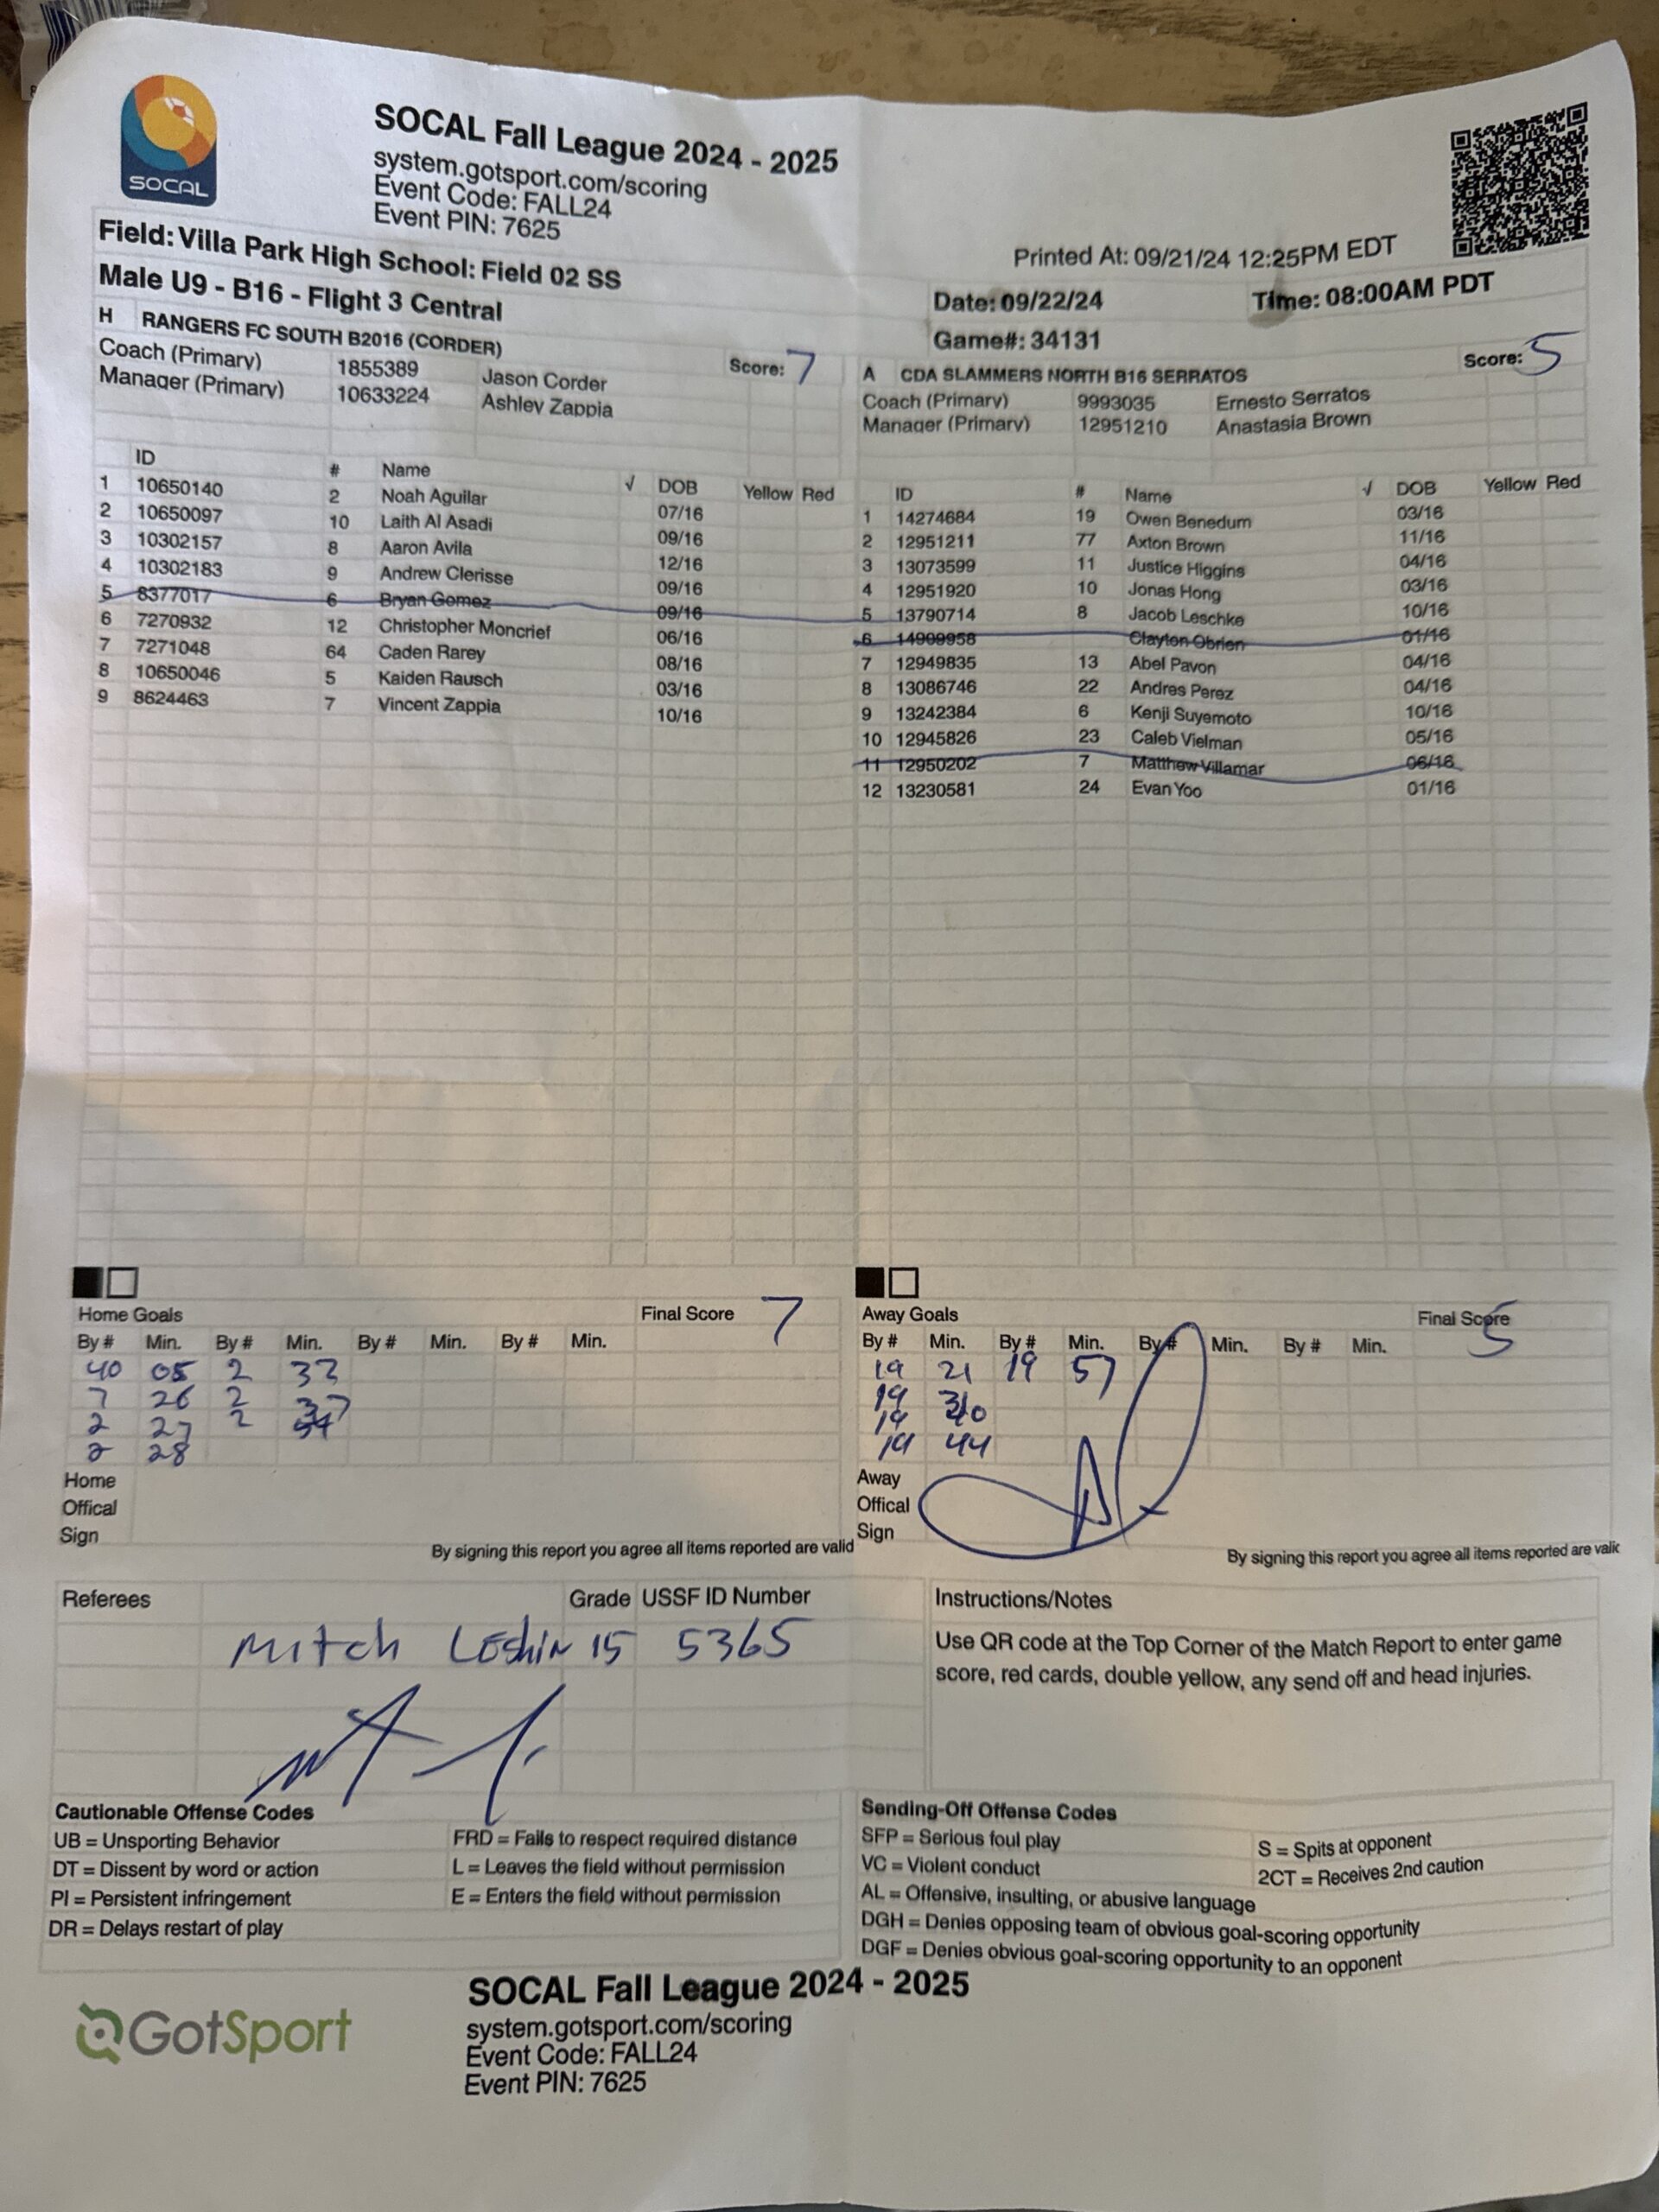 SOCAL
SOCAL Fall League 2024 - 2025
system.gotsport.com/scoring
Event Code: FALL24
Event PIN: 7625
Field: Villa Park High School: Field 02 SS
Printed At: 09/21/24 12:25PM EDT
Male U9 - B16 - Flight 3 Central
Date: 09/22/24 Time: 08:00AM PDT
Game#: 34131
H RANGERS FC SOUTH B2016 (CORDER) Score: 7
Coach (Primary) 1855389 Jason Corder
Manager (Primary) 10633224 Ashley Zappia
ID # Name √ DOB Yellow Red
1 10650140 2 Noah Aguilar 07/16
2 10650097 10 Laith Al Asadi 09/16
3 10302157 8 Aaron Avila 12/16
4 10302183 9 Andrew Clerisse 09/16
5 8377017 6 Bryan Gomez 09/16
6 7270932 12 Christopher Moncrief 06/16
7 7271048 64 Caden Rarey 08/16
8 10650046 5 Kaiden Rausch 03/16
9 8624463 7 Vincent Zappia 10/16
A CDA SLAMMERS NORTH B16 SERRATOS Score: 5
Coach (Primary) 9993035 Ernesto Serratos
Manager (Primary) 12951210 Anastasia Brown
ID # Name √ DOB Yellow Red
1 14274684 19 Owen Benedum 03/16
2 12951211 77 Axton Brown 11/16
3 13073599 11 Justice Higgins 04/16
4 12951920 10 Jonas Hong 03/16
5 13790714 8 Jacob Leschke 10/16
6 14909958 Clayton Obrien 01/16
7 12949835 13 Abel Pavon 04/16
8 13086746 22 Andres Perez 04/16
9 13242384 6 Kenji Suyemoto 10/16
10 12945826 23 Caleb Vielman 05/16
11 12950202 7 Matthew Villamar 06/16
12 13230581 24 Evan Yoo 01/16
Home Goals Final Score 7
By # Min. By # Min. By # Min. By # Min.
40 05 2 33
7 26 2 37
2 27 2
2 28
Home
Offical
Sign
By signing this report you agree all items reported are valid
Away Goals Final Score 5
By # Min. By # Min. By # Min. By # Min.
19 21 19 57
19
19
19 44
Away
Offical
Sign
By signing this report you agree all items reported are valid
Referees Grade USSF ID Number
Mitch Leshin 15 5365
Instructions/Notes
Use QR code at the Top Corner of the Match Report to enter game
score, red cards, double yellow, any send off and head injuries.
Cautionable Offense Codes
UB = Unsporting Behavior FRD = Fails to respect required distance
DT = Dissent by word or action L = Leaves the field without permission
PI = Persistent infringement E = Enters the field without permission
DR = Delays restart of play
Sending-Off Offense Codes
SFP = Serious foul play S = Spits at opponent
VC = Violent conduct 2CT = Receives 2nd caution
AL = Offensive, insulting, or abusive language
DGH = Denies opposing team of obvious goal-scoring opportunity
DGF = Denies obvious goal-scoring opportunity to an opponent
GotSport
SOCAL Fall League 2024 - 2025
system.gotsport.com/scoring
Event Code: FALL24
Event PIN: 7625